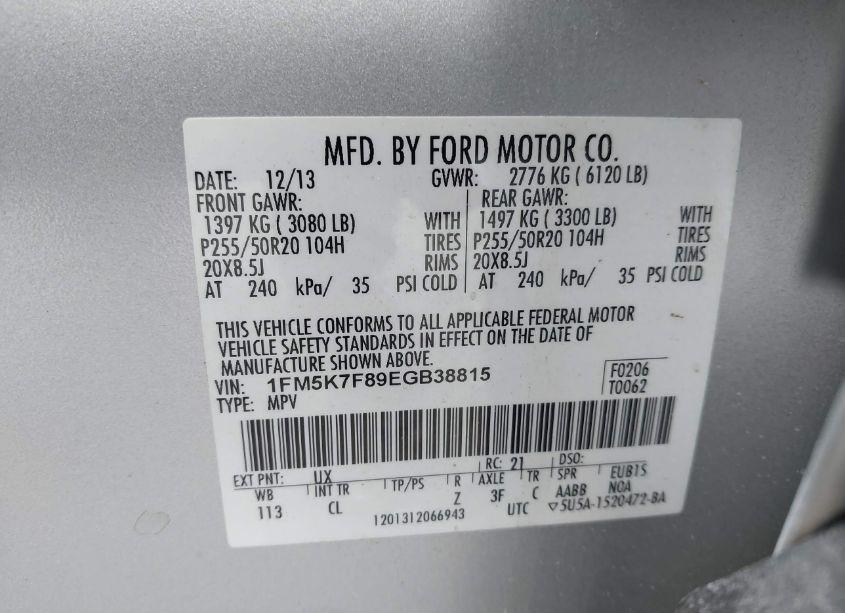 MFD. BY FORD MOTOR CO.
DATE: 12/13 GVWR: 2776 KG ( 6120 LB)
FRONT GAWR: REAR GAWR:
1397 KG ( 3080 LB) WITH 1497 KG ( 3300 LB) WITH
P255/50R20 104H TIRES P255/50R20 104H TIRES
20X8.5J RIMS 20X8.5J RIMS
AT 240 kPa/ 35 PSI COLD AT 240 kPa/ 35 PSI COLD
THIS VEHICLE CONFORMS TO ALL APPLICABLE FEDERAL MOTOR
VEHICLE SAFETY STANDARDS IN EFFECT ON THE DATE OF
MANUFACTURE SHOWN ABOVE.
VIN: 1FM5K7F89EGB38815 F0206
TYPE: MPV T0062
EXT PNT: UX RC: 21 DSO:
WB INT TR TP/PS R AXLE TR SPR EUB1S
113 CL Z 3F C AABB NOA
1201312066943 UTC ▽5U5A-1520472-BA